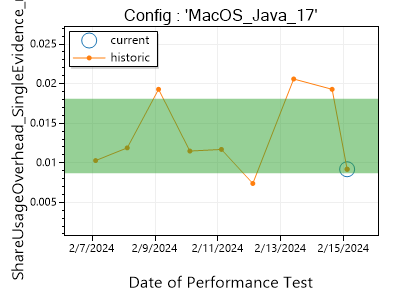 Config : 'MacOS_Java_17'
current
historic
0.025
0.02
0.015
0.01
0.005
ShareUsageOverhead_SingleEvidence_
2/7/2024
2/9/2024
2/11/2024
2/13/2024
2/15/2024
Date of Performance Test